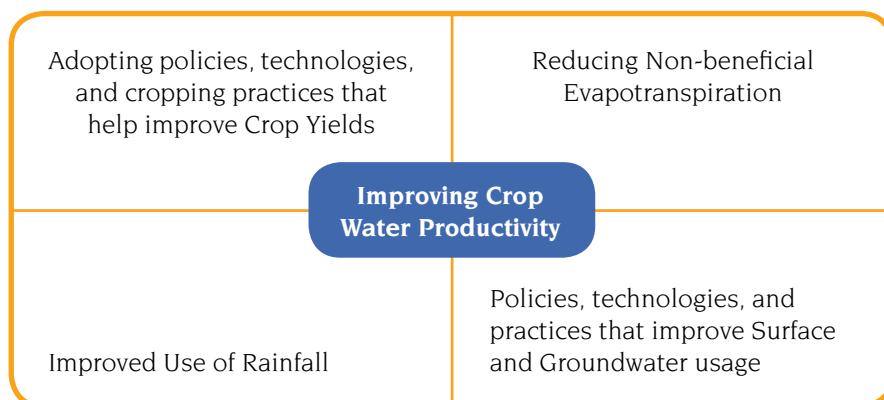 Adopting policies, technologies,
and cropping practices that
help improve Crop Yields
Reducing Non-beneficial
Evapotranspiration
Improving Crop
Water Productivity
Improved Use of Rainfall
Policies, technologies, and
practices that improve Surface
and Groundwater usage